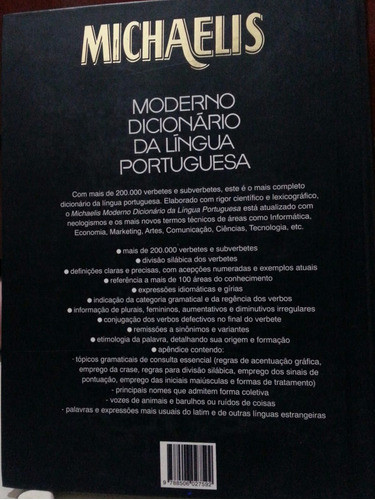 MICHAELIS
MODERNO
DICIONÁRIO
DA LÍNGUA
PORTUGUESA
Com mais de 200.000 verbetes e subverbetes, este é o mais completo
dicionário da língua portuguesa. Elaborado com rigor científico e lexicográfico,
o Michaelis Moderno Dicionário da Língua Portuguesa está atualizado com
neologismos e os mais novos termos técnicos de áreas como Informática,
Economia, Marketing, Artes, Comunicação, Ciências, Tecnologia, etc.
● mais de 200.000 verbetes e subverbetes
● divisão silábica dos verbetes
● definições claras e precisas, com acepções numeradas e exemplos atuais
● referência a mais de 100 áreas do conhecimento
● expressões idiomáticas e gírias
● indicação da categoria gramatical e da regência dos verbos
● informação de plurais, femininos, aumentativos e diminutivos irregulares
● conjugação dos verbos defectivos no final do verbete
● remissões a sinônimos e variantes
● etimologia da palavra, detalhando sua origem e formação
● apêndice contendo:
- tópicos gramaticais de consulta essencial (regras de acentuação gráfica,
emprego da crase, regras para divisão silábica, emprego dos sinais de
pontuação, emprego das iniciais maiúsculas e formas de tratamento)
- principais nomes que admitem forma coletiva
- vozes de animais e barulhos ou ruídos de coisas
- palavras e expressões mais usuais do latim e de outras línguas estrangeiras
9 788506 027592